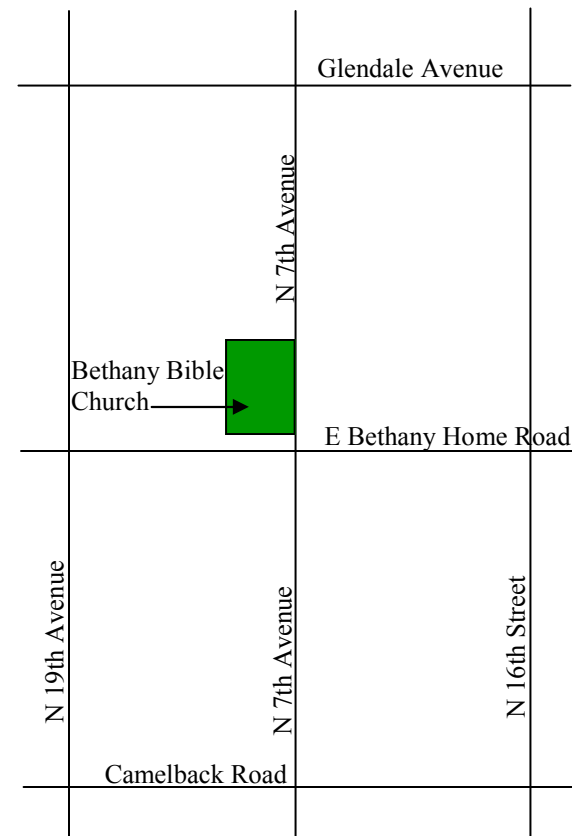 Glendale Avenue
N 7th Avenue
Bethany Bible
Church
E Bethany Home Road
N 19th Avenue
N 7th Avenue
N 16th Street
Camelback Road